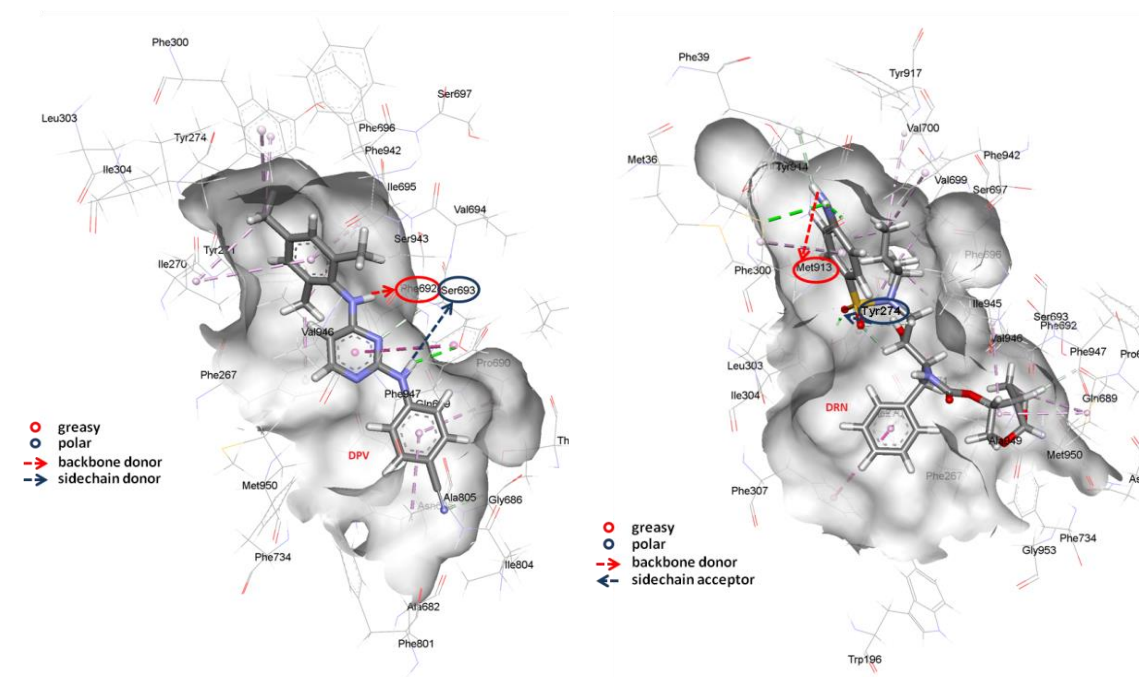 Phe300
Ser697
Leu303
Tyr274
Phe696
Phe942
Ile304
Ile695
Val694
Ser943
Ile270
Phe692
Ser693
Val946
Pro690
Phe267
Phe947
greasy
polar
backbone donor
sidechain donor
DPV
Met950
Ala805
Gly686
Phe734
Ile804
Ala682
Phe801
Phe39
Tyr917
Val700
Met36
Phe942
Val699
Ser697
Phe300
Met913
Phe696
Tyr274
Ile945
Ser693
Phe692
Val946
Phe947
Leu303
Ile304
DRN
Gln689
Ala949
Met950
Phe267
Phe307
greasy
polar
backbone donor
sidechain acceptor
Gly953
Phe734
Trp196